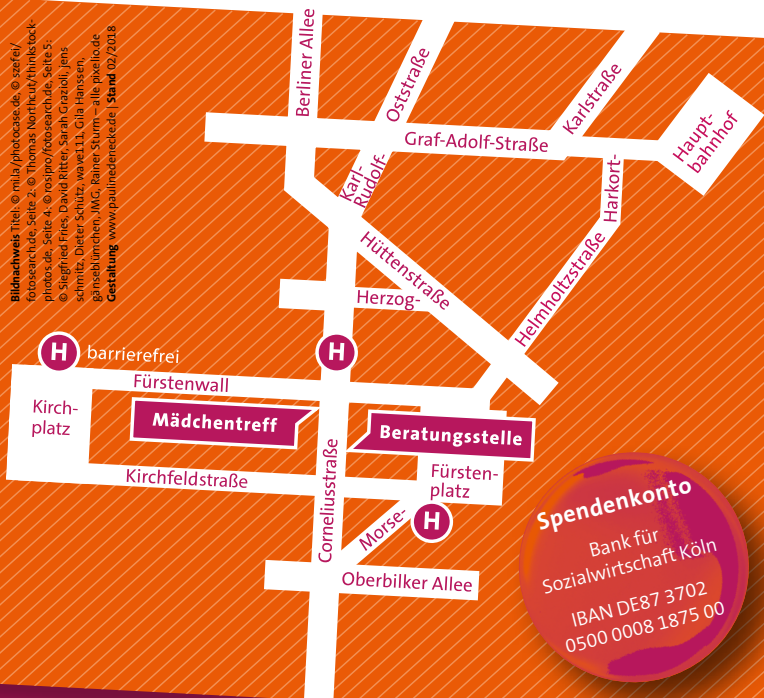 Bildnachweis Titel: © mi.la/photocase.de, © szefei/
fotosearch.de, Seite 2: © Thomas Northcut/thinkstock-
photos.de, Seite 4: © rosipro/fotosearch.de, Seite 5:
© Siegfried Fries, David Ritter, Sarah Grazioli, jens
schmitz, Dieter Schütz, wave111, Gila Hanssen,
gänseblümchen, JMG, Rainer Sturm – alle pixelio.de
Gestaltung www.paulinedenecke.de | Stand 02/2018
Berliner Allee
Oststraße
Karlstraße
Graf-Adolf-Straße
Haupt-
bahnhof
Karl-
Rudolf-
Harkort-
Hüttenstraße
Helmholtzstraße
Herzog-
H
barrierefrei
H
Fürstenwall
Kirch-
platz
Mädchentreff
Beratungsstelle
Kirchfeldstraße
Corneliusstraße
Fürsten-
platz
Morse-
H
Oberbilker Allee
Spendenkonto
Bank für
Sozialwirtschaft Köln
IBAN DE87 3702
0500 0008 1875 00